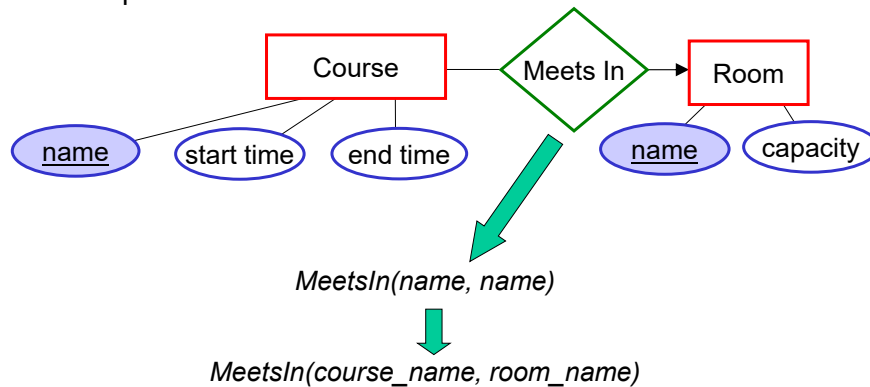 Course
Meets In
Room
name
start time
end time
name
capacity
MeetsIn(name, name)
MeetsIn(course_name, room_name)